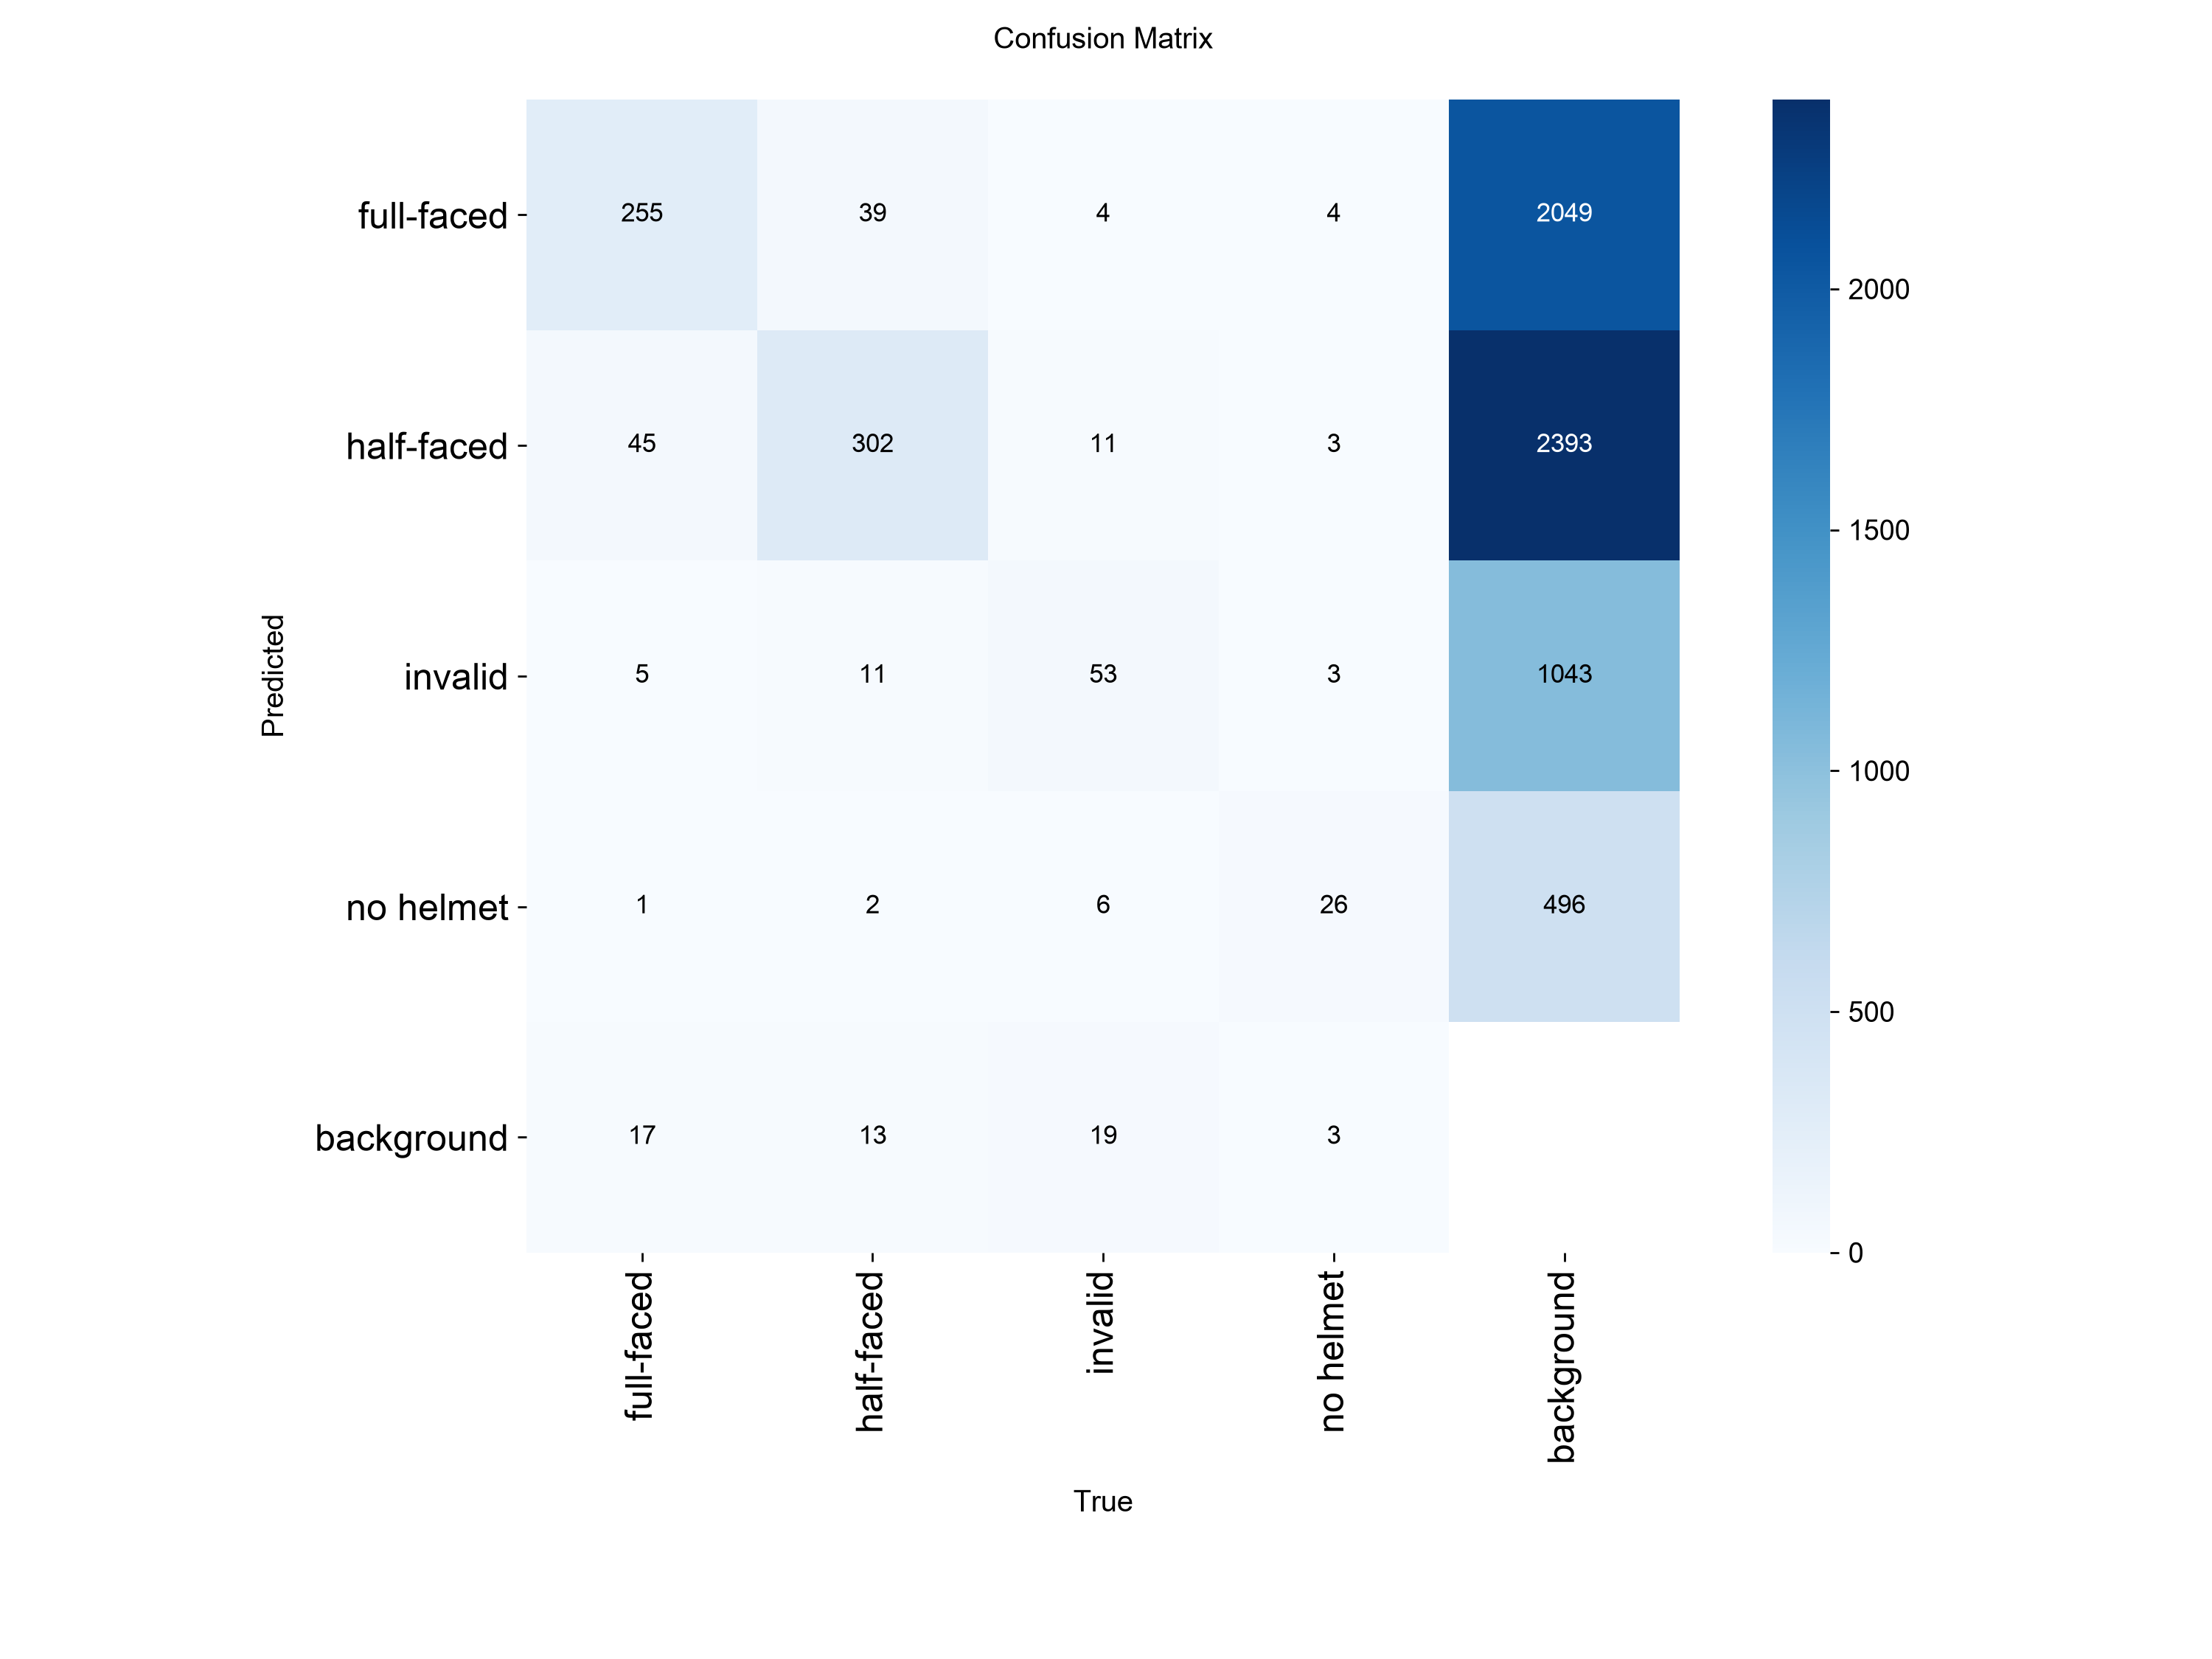 Confusion Matrix
full-faced 255 39 4 4 2049
2000
half-faced 45 302 11 3 2393
1500
Predicted
invalid 5 11 53 3 1043
1000
no helmet 1 2 6 26 496
500
background 17 13 19 3
0
full-faced
half-faced
invalid
no helmet
background
True